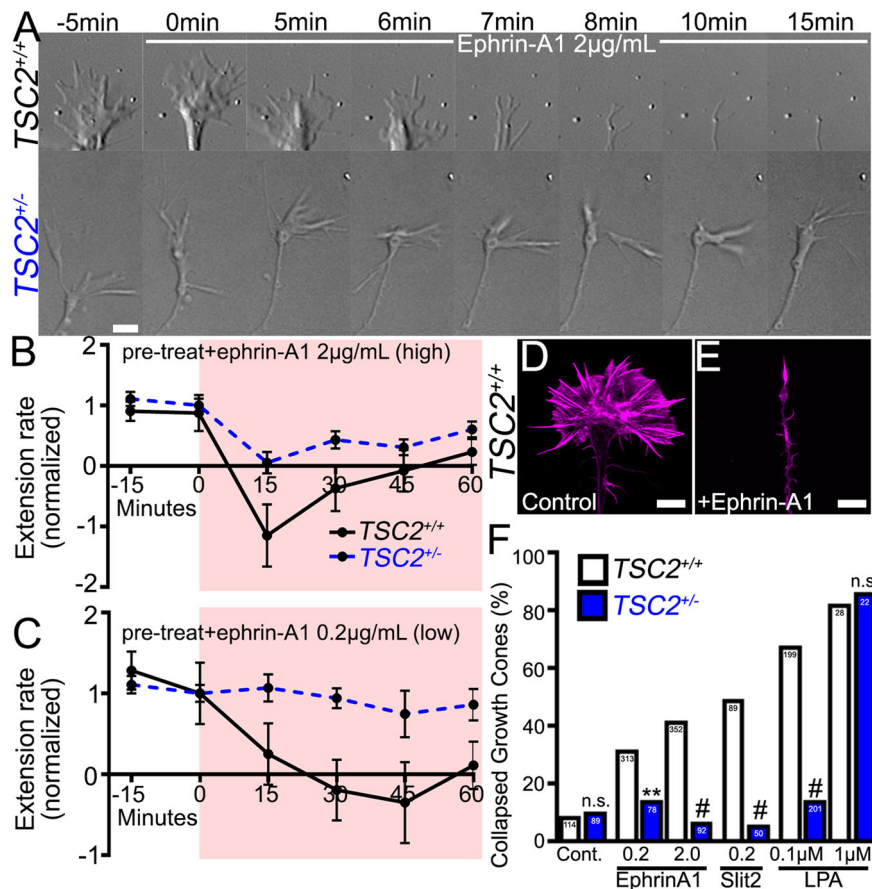 A
-5min 0min 5min 6min 7min 8min 10min 15min
Ephrin-A1 2µg/mL
TSC2+/+
TSC2+/-
B
pre-treat+ephrin-A1 2µg/mL (high)
Extension rate
(normalized)
2
1
0
-1
-2
-15 0 15 30 45 60
Minutes
TSC2+/+
TSC2+/-
C
pre-treat+ephrin-A1 0.2µg/mL (low)
Extension rate
(normalized)
2
1
0
-1
-15 0 15 30 45 60
Minutes
TSC2+/+
D
Control
E
+Ephrin-A1
F
Collapsed Growth Cones (%)
100
80
60
40
20
0
TSC2+/+
TSC2+/-
n.s. ** # # # n.s
114 89 313 78 352 92 89 50 199 201 28 22
Cont. 0.2 2.0 0.2 0.1µM 1µM
EphrinA1 Slit2 LPA